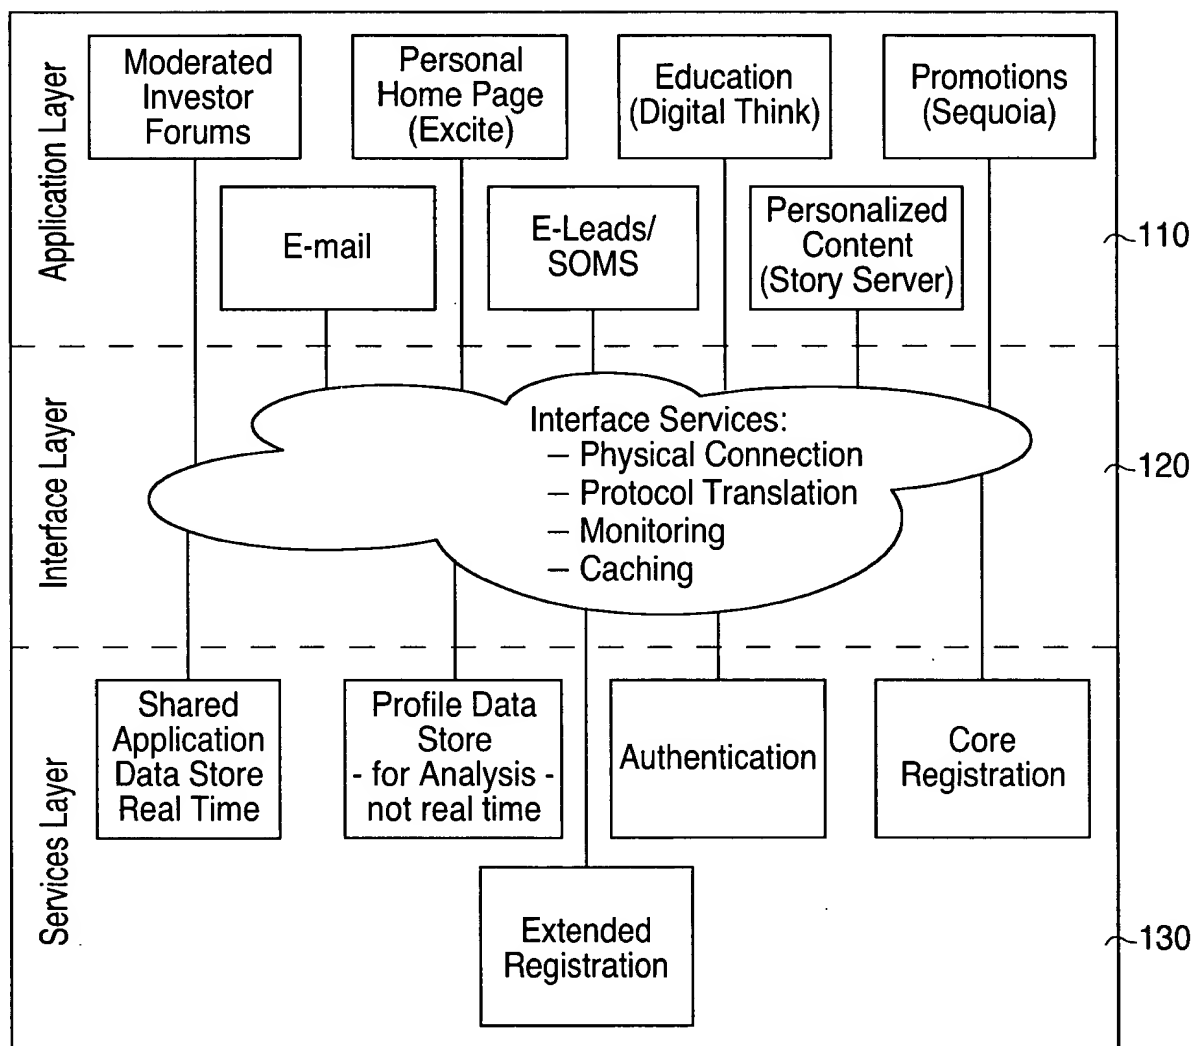 Application Layer
Moderated
Investor
Forums
Personal
Home Page
(Excite)
Education
(Digital Think)
Promotions
(Sequoia)
E-mail
E-Leads/
SOMS
Personalized
Content
(Story Server)
110
Interface Layer
Interface Services:
– Physical Connection
– Protocol Translation
– Monitoring
– Caching
120
Services Layer
Shared
Application
Data Store
Real Time
Profile Data
Store
- for Analysis -
not real time
Authentication
Core
Registration
Extended
Registration
130